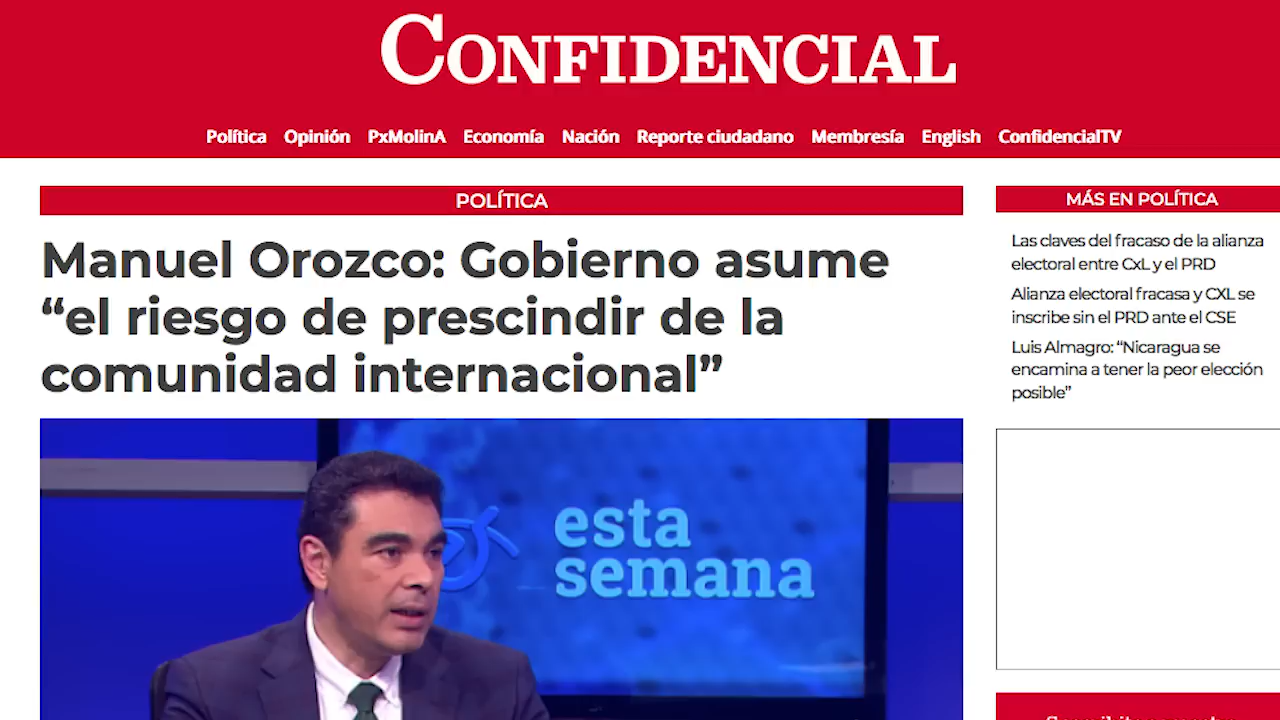 CONFIDENCIAL
Política Opinión PxMolinA Economía Nación Reporte ciudadano Membresía English ConfidencialTV
POLÍTICA
Manuel Orozco: Gobierno asume
“el riesgo de prescindir de la
comunidad internacional”
esta
semana
MÁS EN POLÍTICA
Las claves del fracaso de la alianza
electoral entre CxL y el PRD
Alianza electoral fracasa y CXL se
inscribe sin el PRD ante el CSE
Luis Almagro: “Nicaragua se
encamina a tener la peor elección
posible”